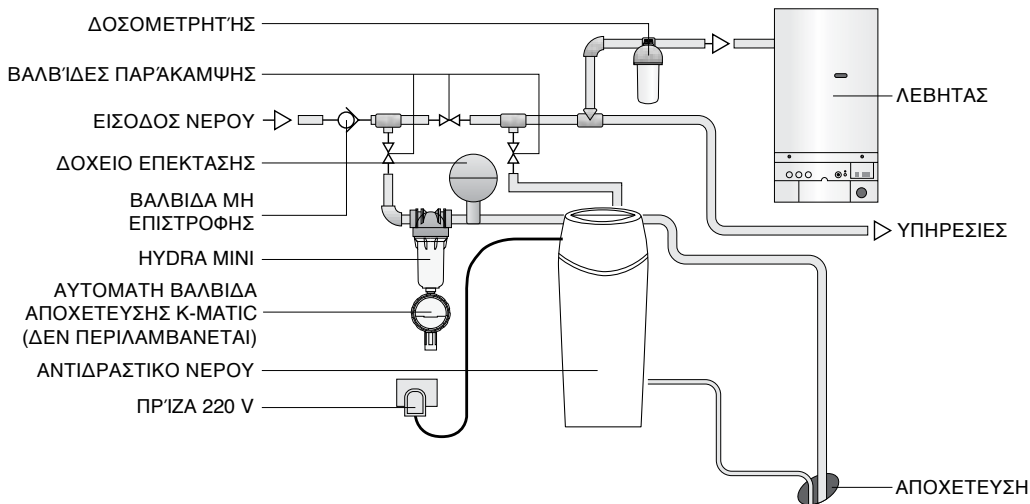 ΔΟΣΟΜΕΤΡΗΤΉΣ
ΒΑΛΒΊΔΕΣ ΠΑΡΆΚΑΜΨΗΣ
ΕΙΣΟΔΟΣ ΝΕΡΟΥ
ΔΟΧΕΙΟ ΕΠΕΚΤΑΣΗΣ
ΒΑΛΒΙΔΑ ΜΗ
ΕΠΙΣΤΡΟΦΗΣ
HYDRA MINI
ΑΥΤΟΜΑΤΗ ΒΑΛΒΙΔΑ
ΑΠΟΧΕΤΕΥΣΗΣ K-MATIC
(ΔΕΝ ΠΕΡΙΛΑΜΒΑΝΕΤΑΙ)
ΑΝΤΙΔΡΑΣΤΙΚΟ ΝΕΡΟΥ
ΠΡΊΖΑ 220 V
ΛΕΒΗΤΑΣ
ΥΠΗΡΕΣΙΕΣ
ΑΠΟΧΕΤΕΥΣΗ